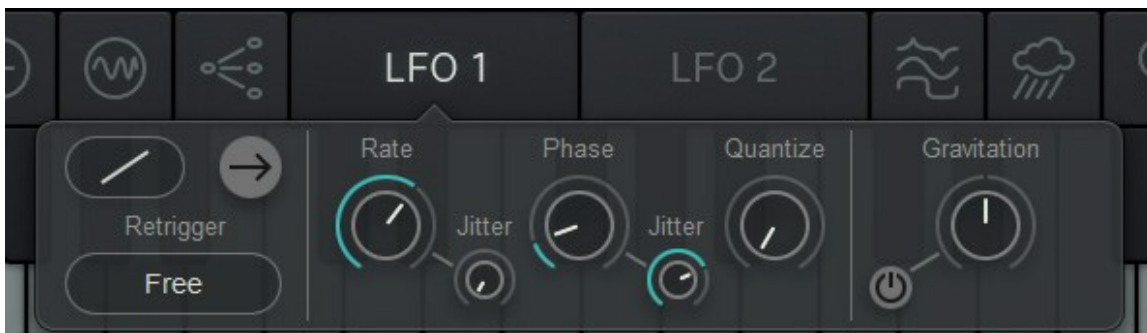 LFO 1
LFO 2
Rate
Phase
Quantize
Gravitation
Retrigger
Jitter
Jitter
Free